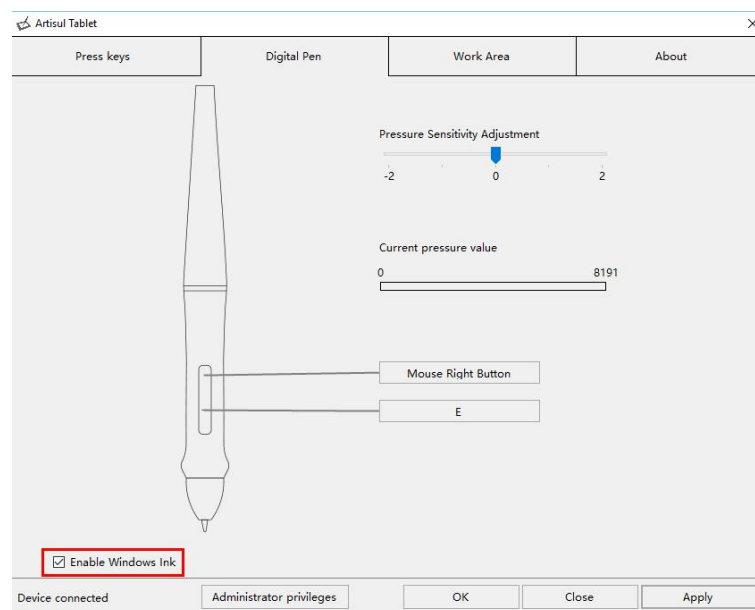 Artisul Tablet
Press keys
Digital Pen
Work Area
About
Pressure Sensitivity Adjustment
-2 0 2
Current pressure value
0 8191
Mouse Right Button
E
Enable Windows Ink
Device connected
Administrator privileges
OK
Close
Apply